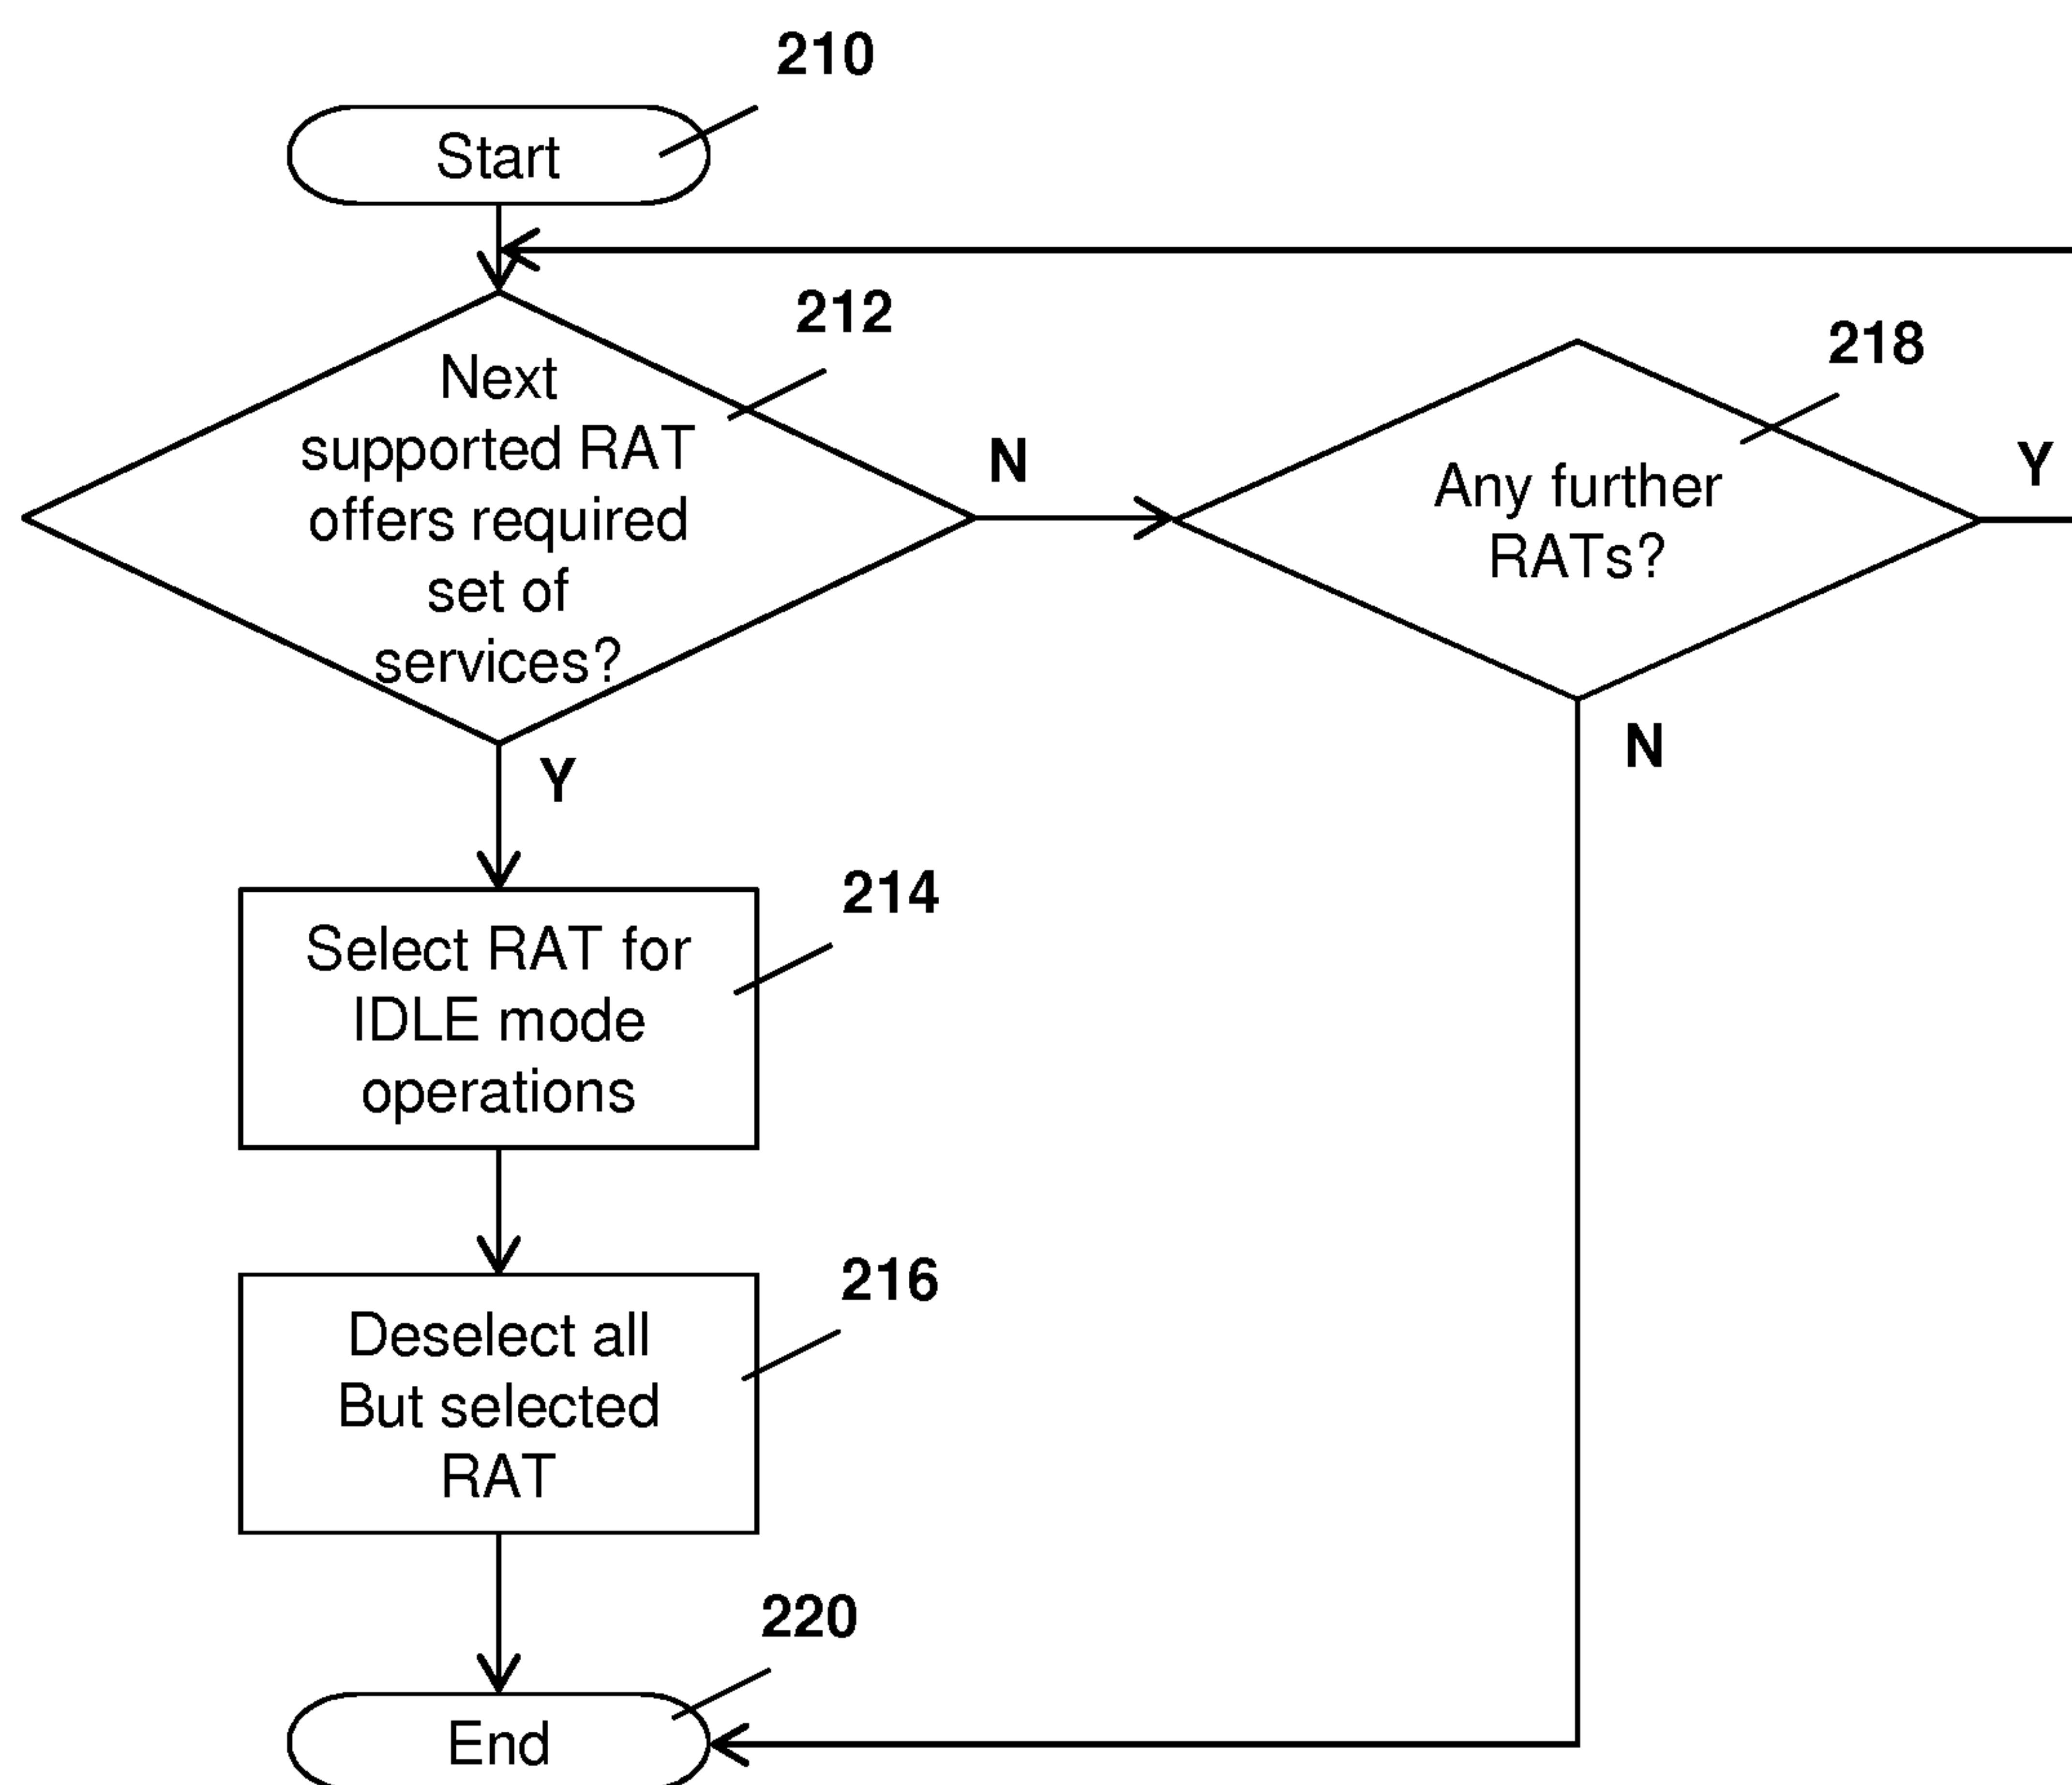 210
Start
212
Next
supported RAT
offers required
set of
services?
N
218
Any further
RATs?
Y
N
Y
214
Select RAT for
IDLE mode
operations
216
Deselect all
But selected
RAT
220
End